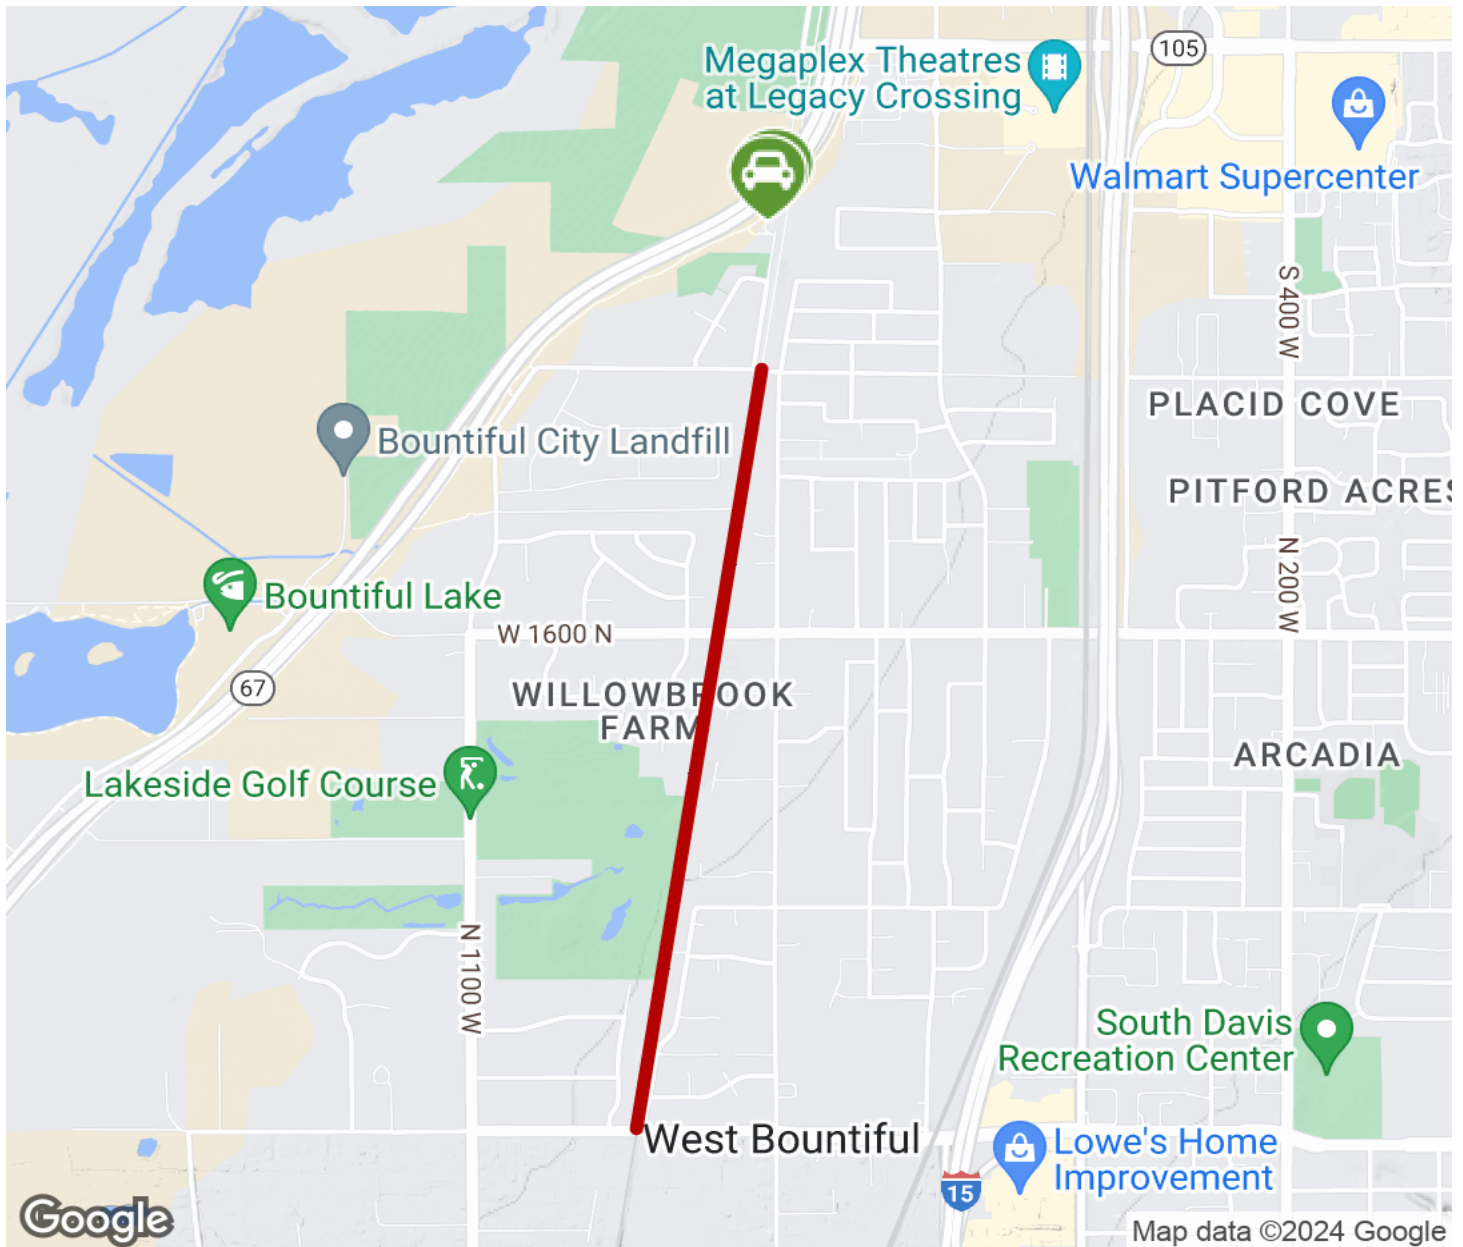 Megaplex Theatres
at Legacy Crossing
105
Walmart Supercenter
S 400 W
PLACID COVE
Bountiful City Landfill
PITFORD ACRES
N 200 W
Bountiful Lake
W 1600 N
67
WILLOWBROOK
FARM
ARCADIA
Lakeside Golf Course
N 1100 W
South Davis
Recreation Center
West Bountiful
Lowe's Home
Improvement
15
Google
Map data ©2024 Google